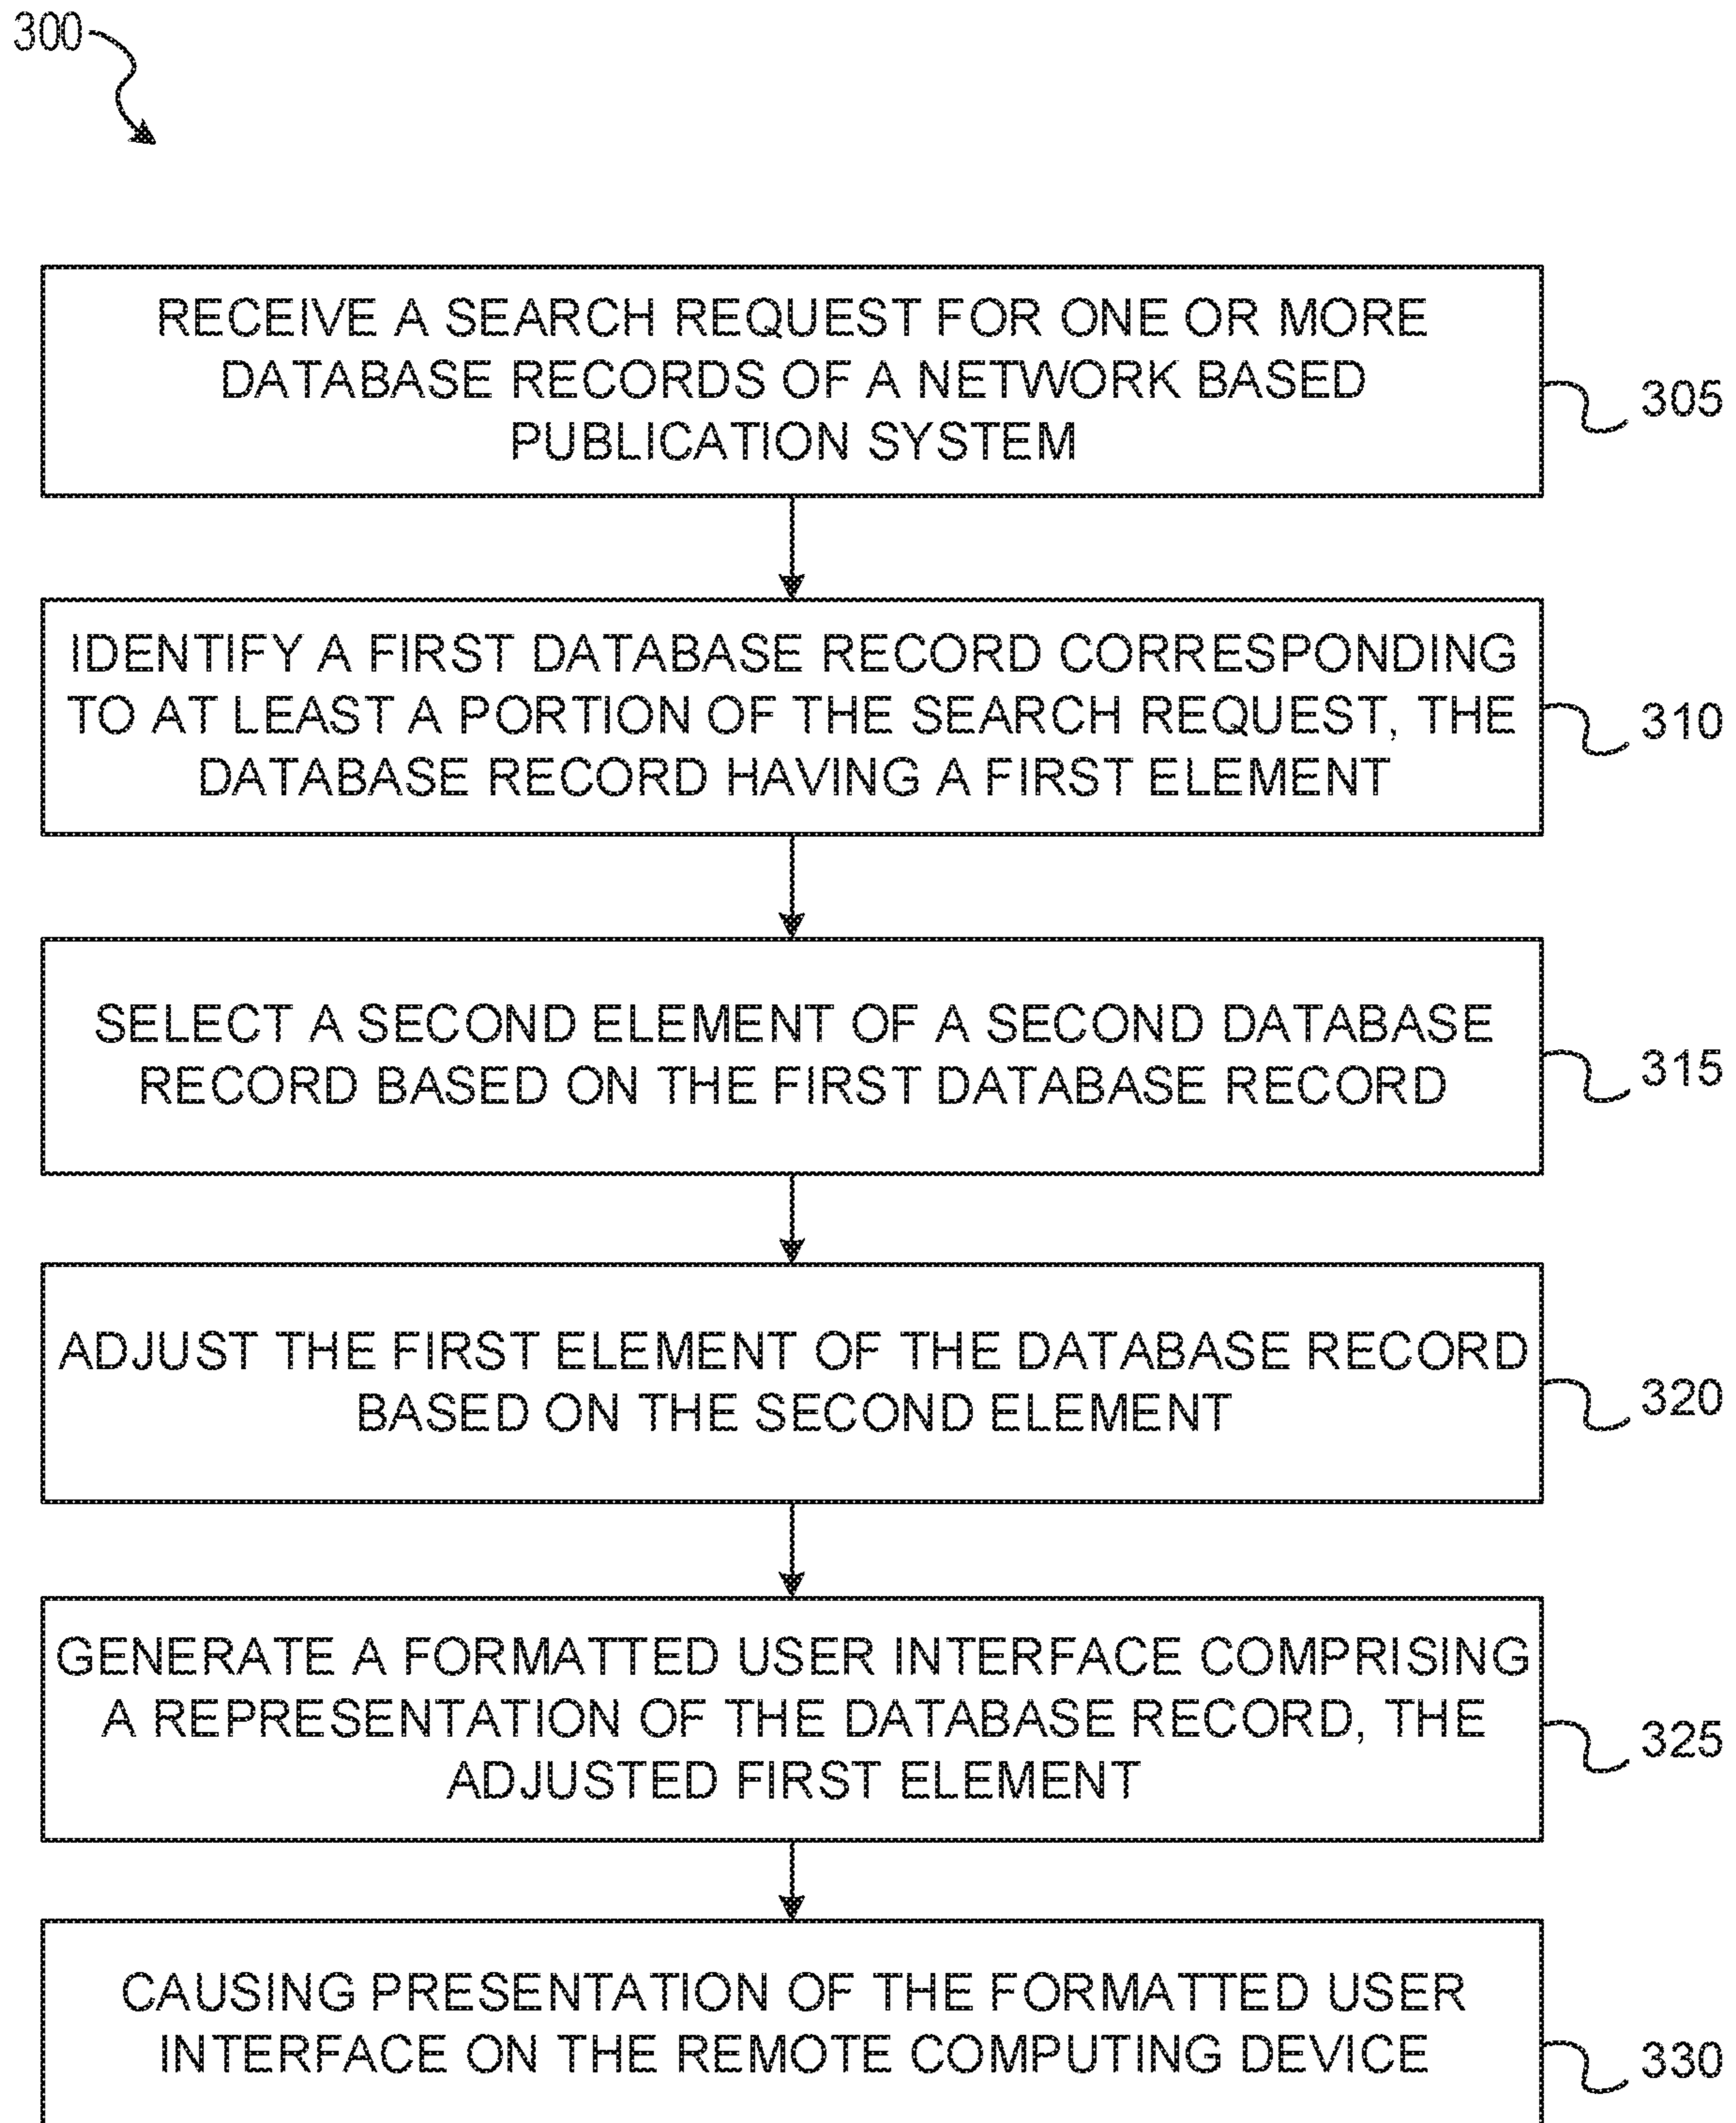 300
RECEIVE A SEARCH REQUEST FOR ONE OR MORE
DATABASE RECORDS OF A NETWORK BASED
PUBLICATION SYSTEM
305
IDENTIFY A FIRST DATABASE RECORD CORRESPONDING
TO AT LEAST A PORTION OF THE SEARCH REQUEST, THE
DATABASE RECORD HAVING A FIRST ELEMENT
310
SELECT A SECOND ELEMENT OF A SECOND DATABASE
RECORD BASED ON THE FIRST DATABASE RECORD
315
ADJUST THE FIRST ELEMENT OF THE DATABASE RECORD
BASED ON THE SECOND ELEMENT
320
GENERATE A FORMATTED USER INTERFACE COMPRISING
A REPRESENTATION OF THE DATABASE RECORD, THE
ADJUSTED FIRST ELEMENT
325
CAUSING PRESENTATION OF THE FORMATTED USER
INTERFACE ON THE REMOTE COMPUTING DEVICE
330